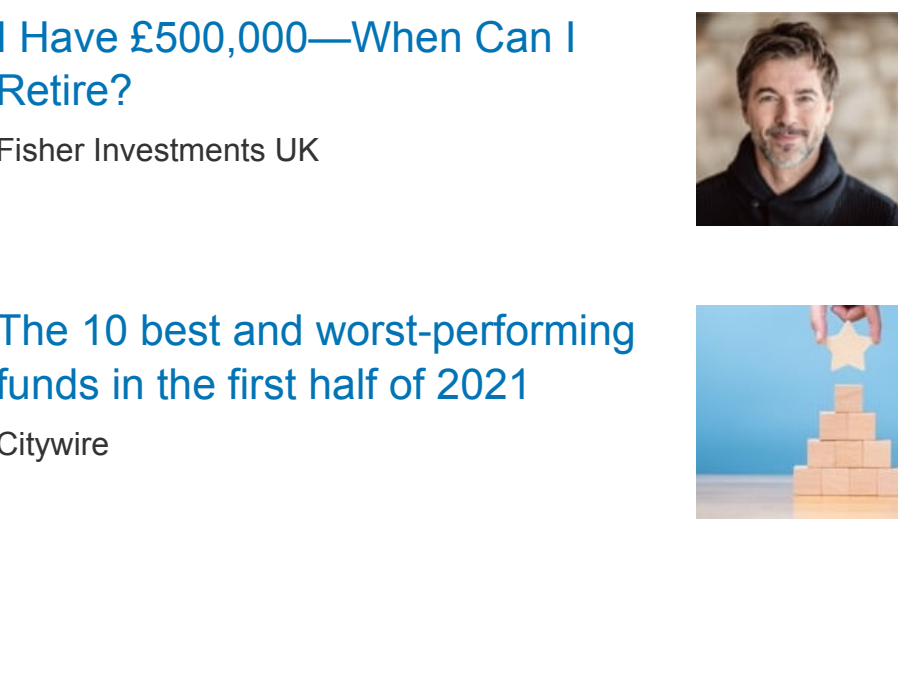 I Have £500,000—When Can I
Retire?
Fisher Investments UK
The 10 best and worst-performing
funds in the first half of 2021
Citywire